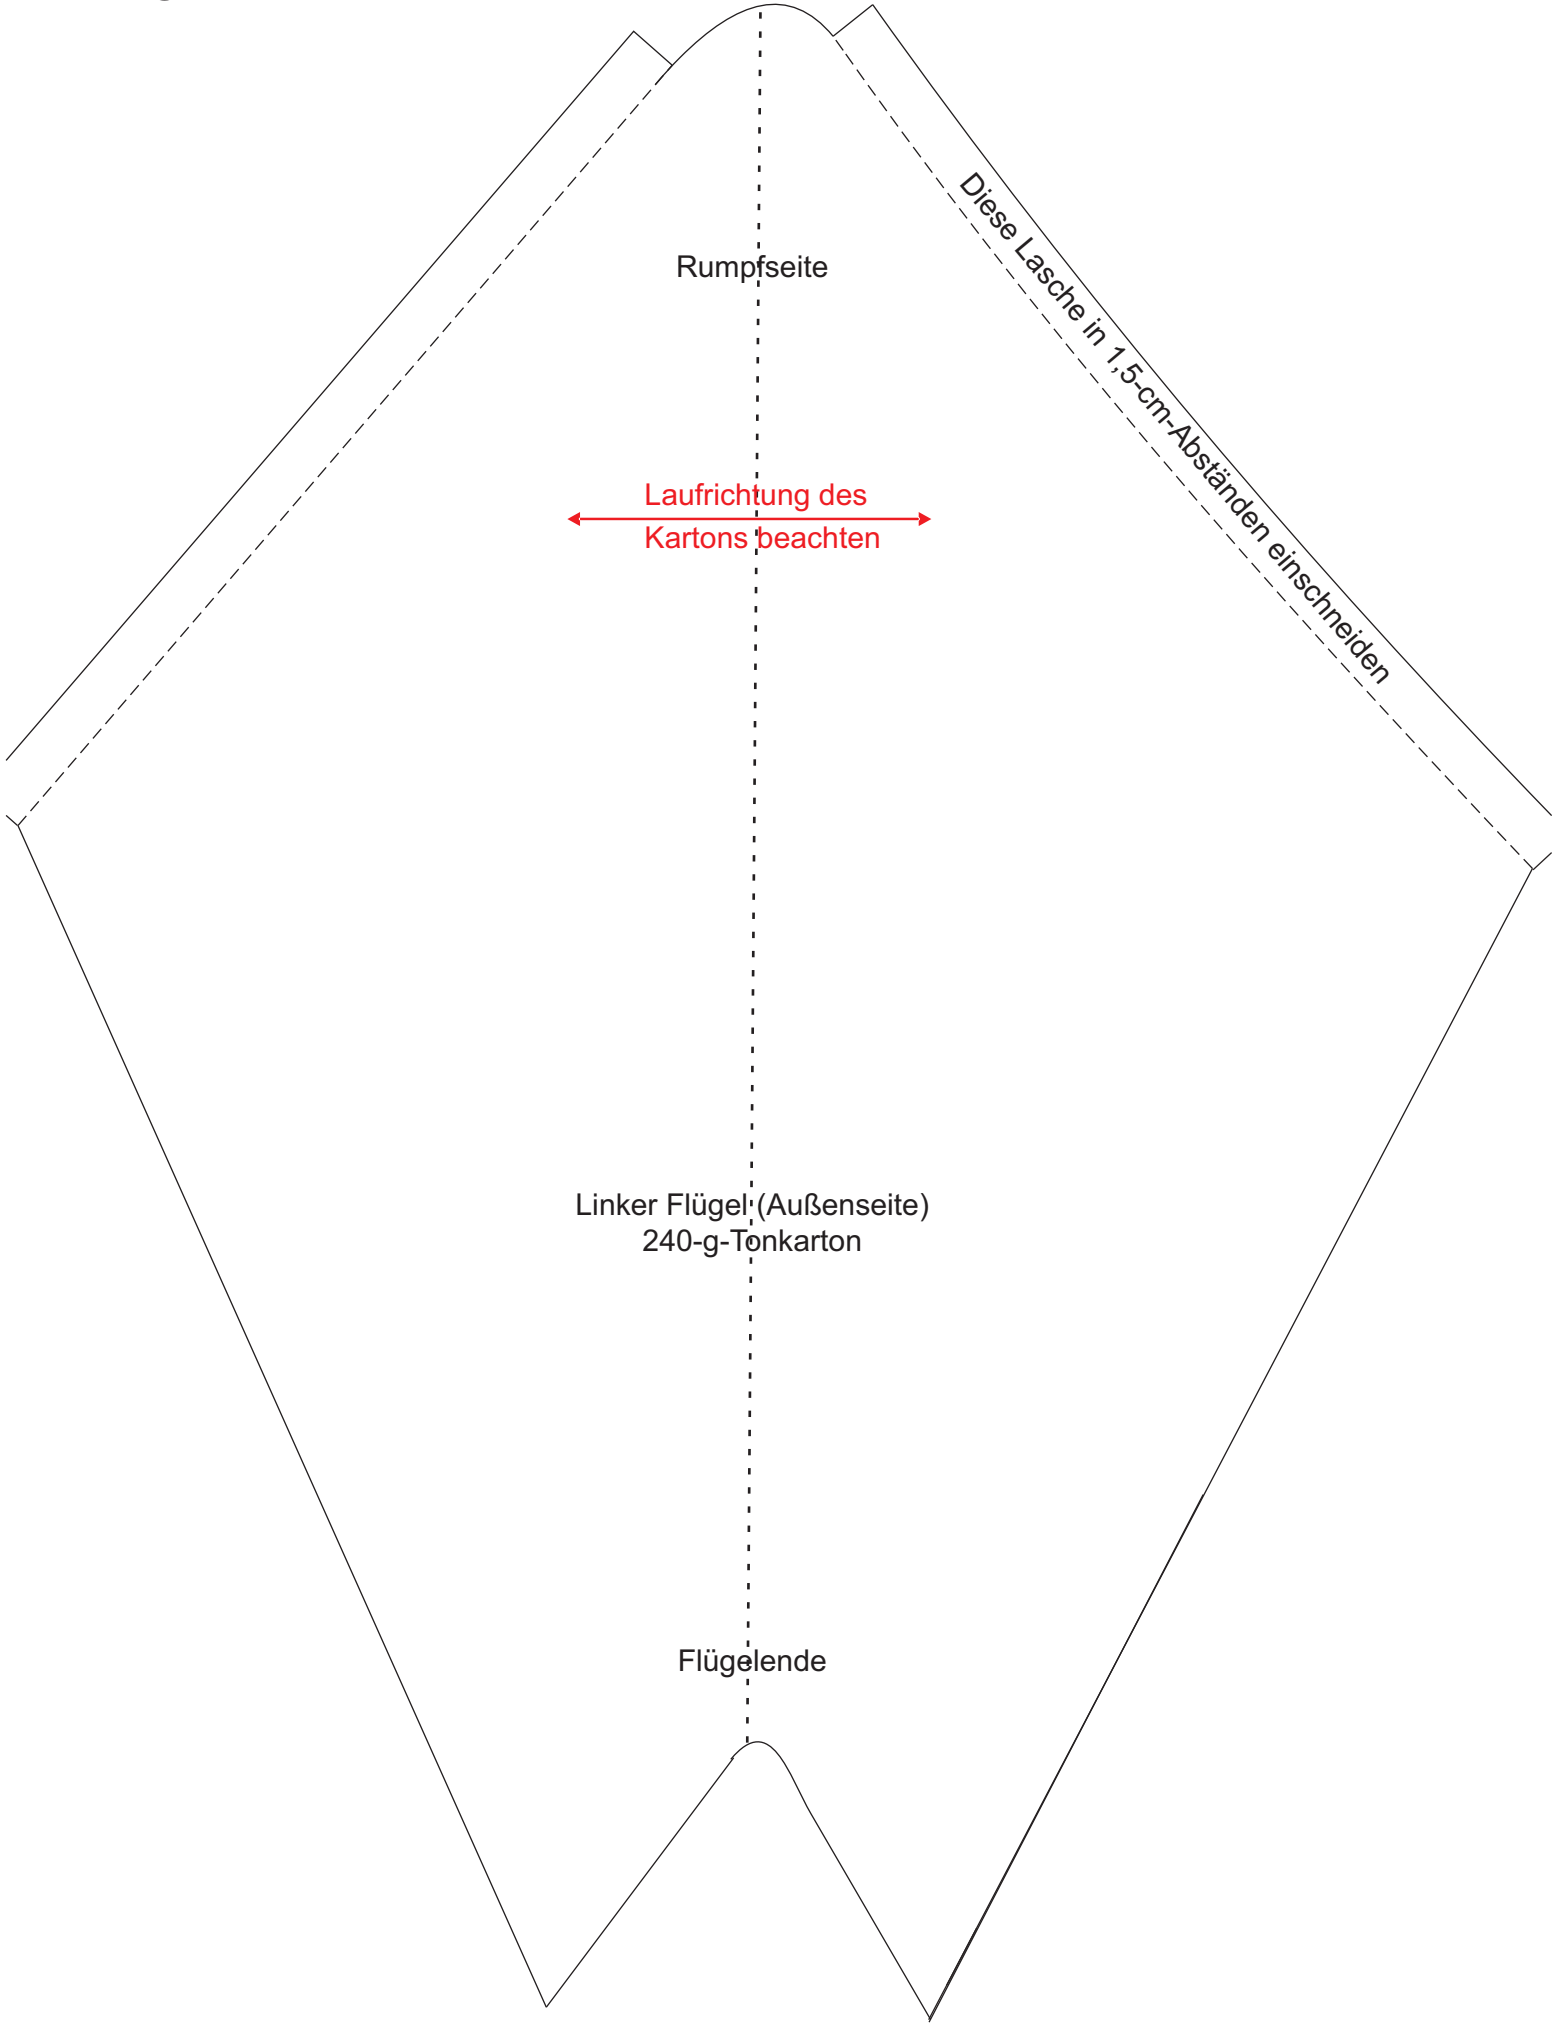 Rumpfseite
Diese Lasche in 1,5-cm-Abständen einschneiden
Laufrichtung des
Kartons beachten
Linker Flügel (Außenseite)
240-g-Tonkarton
Flügelende